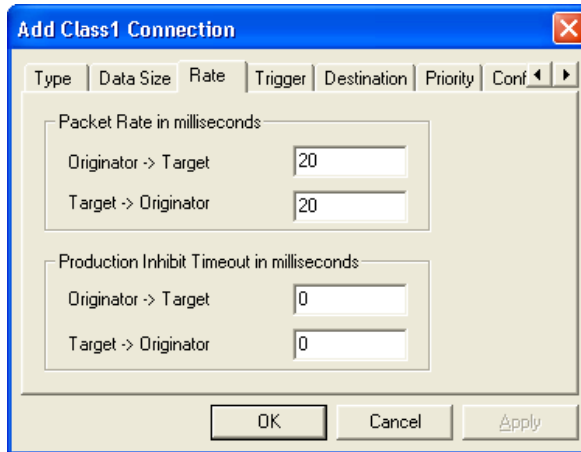 Add Class1 Connection
Type Data Size Rate Trigger Destination Priority Conf
Packet Rate in milliseconds
Originator -> Target 20
Target -> Originator 20
Production Inhibit Timeout in milliseconds
Originator -> Target 0
Target -> Originator 0
OK Cancel Apply